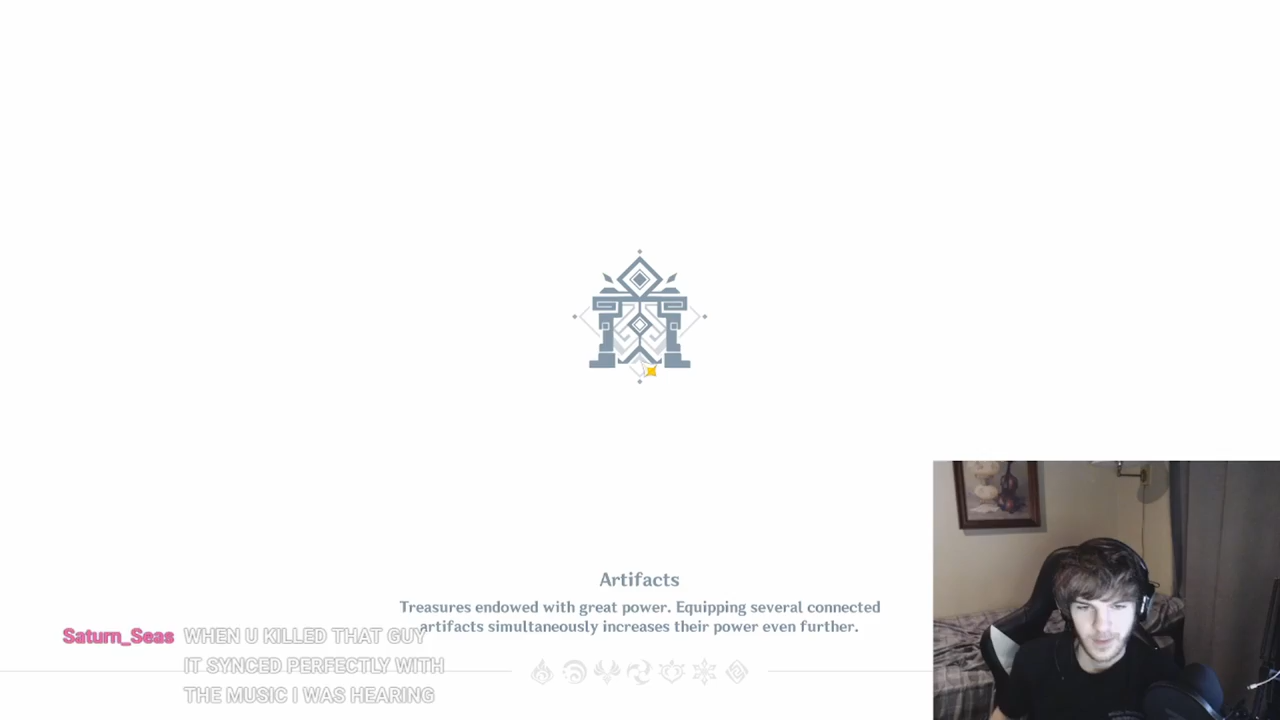 Artifacts
Treasures endowed with great power. Equipping several connected
artifacts simultaneously increases their power even further.
Saturn_Seas WHEN U KILLED THAT GUY
IT SYNCED PERFECTLY WITH
THE MUSIC I WAS HEARING